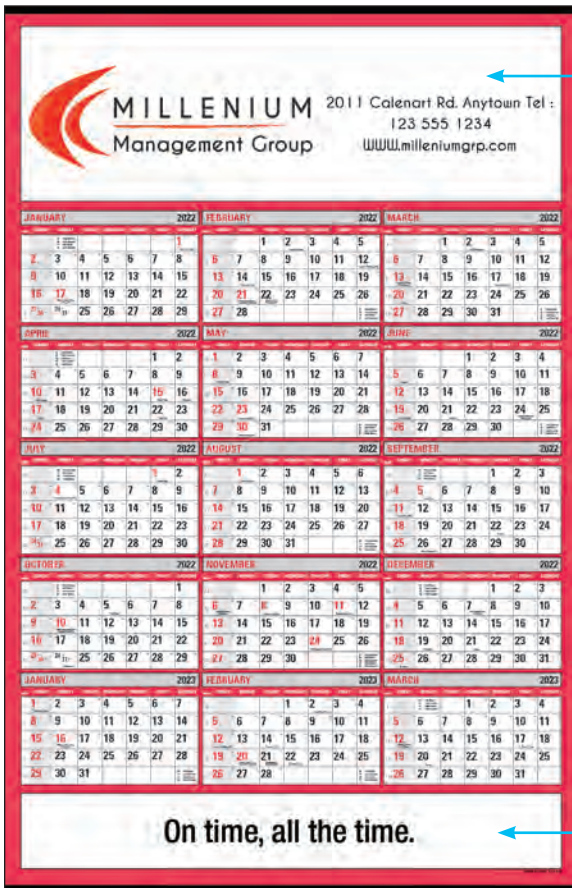 MILLENIUM
Management Group
2011 Calenart Rd. Anytown Tel :
123 555 1234
WWW.milleniumgrp.com
JANUARY 2022 FEBRUARY 2022 MARCH 2022
1 1 2 3 4 5 1 2 3 4 5
2 3 4 5 6 7 8 6 7 8 9 10 11 12 6 7 8 9 10 11 12
9 10 11 12 13 14 15 13 14 15 16 17 18 19 13 14 15 16 17 18 19
16 17 18 19 20 21 22 20 21 22 23 24 25 26 20 21 22 23 24 25 26
23/30 24/31 25 26 27 28 29 27 28 27 28 29 30 31
APRIL 2022 MAY 2022 JUNE 2022
1 2 1 2 3 4 5 6 7 1 2 3 4
3 4 5 6 7 8 9 8 9 10 11 12 13 14 5 6 7 8 9 10 11
10 11 12 13 14 15 16 15 16 17 18 19 20 21 12 13 14 15 16 17 18
17 18 19 20 21 22 23 22 23 24 25 26 27 28 19 20 21 22 23 24 25
24 25 26 27 28 29 30 29 30 31 26 27 28 29 30
JULY 2022 AUGUST 2022 SEPTEMBER 2022
1 2 1 2 3 4 5 6 1 2 3
3 4 5 6 7 8 9 7 8 9 10 11 12 13 4 5 6 7 8 9 10
10 11 12 13 14 15 16 14 15 16 17 18 19 20 11 12 13 14 15 16 17
17 18 19 20 21 22 23 21 22 23 24 25 26 27 18 19 20 21 22 23 24
24/31 25 26 27 28 29 30 28 29 30 31 25 26 27 28 29 30
OCTOBER 2022 NOVEMBER 2022 DECEMBER 2022
1 1 2 3 4 5 1 2 3
2 3 4 5 6 7 8 6 7 8 9 10 11 12 4 5 6 7 8 9 10
9 10 11 12 13 14 15 13 14 15 16 17 18 19 11 12 13 14 15 16 17
16 17 18 19 20 21 22 20 21 22 23 24 25 26 18 19 20 21 22 23 24
23/30 24/31 25 26 27 28 29 27 28 29 30 25 26 27 28 29 30 31
JANUARY 2023 FEBRUARY 2023 MARCH 2023
1 2 3 4 5 6 7 1 2 3 4 1 2 3 4
8 9 10 11 12 13 14 5 6 7 8 9 10 11 5 6 7 8 9 10 11
15 16 17 18 19 20 21 12 13 14 15 16 17 18 12 13 14 15 16 17 18
22 23 24 25 26 27 28 19 20 21 22 23 24 25 19 20 21 22 23 24 25
29 30 31 26 27 28 26 27 28 29 30 31
On time, all the time.